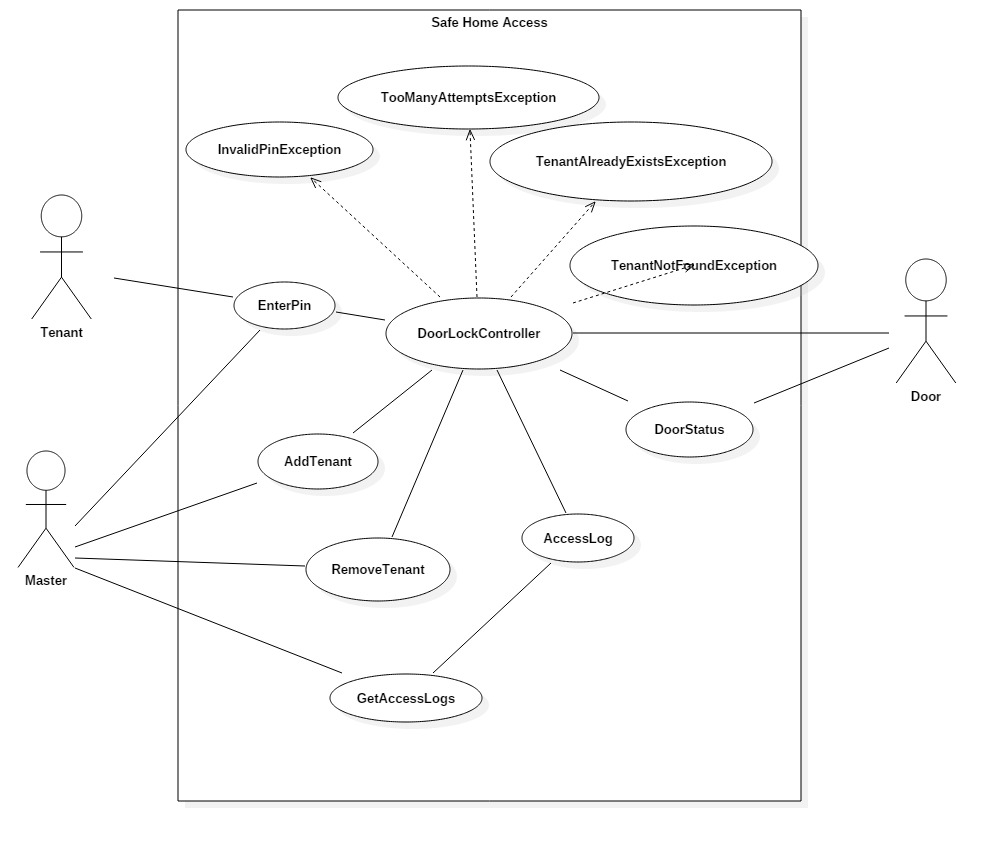 Safe Home Access
TooManyAttemptsException
InvalidPinException
TenantAlreadyExistsException
TenantNotFoundException
EnterPin
Tenant
DoorLockController
Door
DoorStatus
AddTenant
AccessLog
RemoveTenant
Master
GetAccessLogs